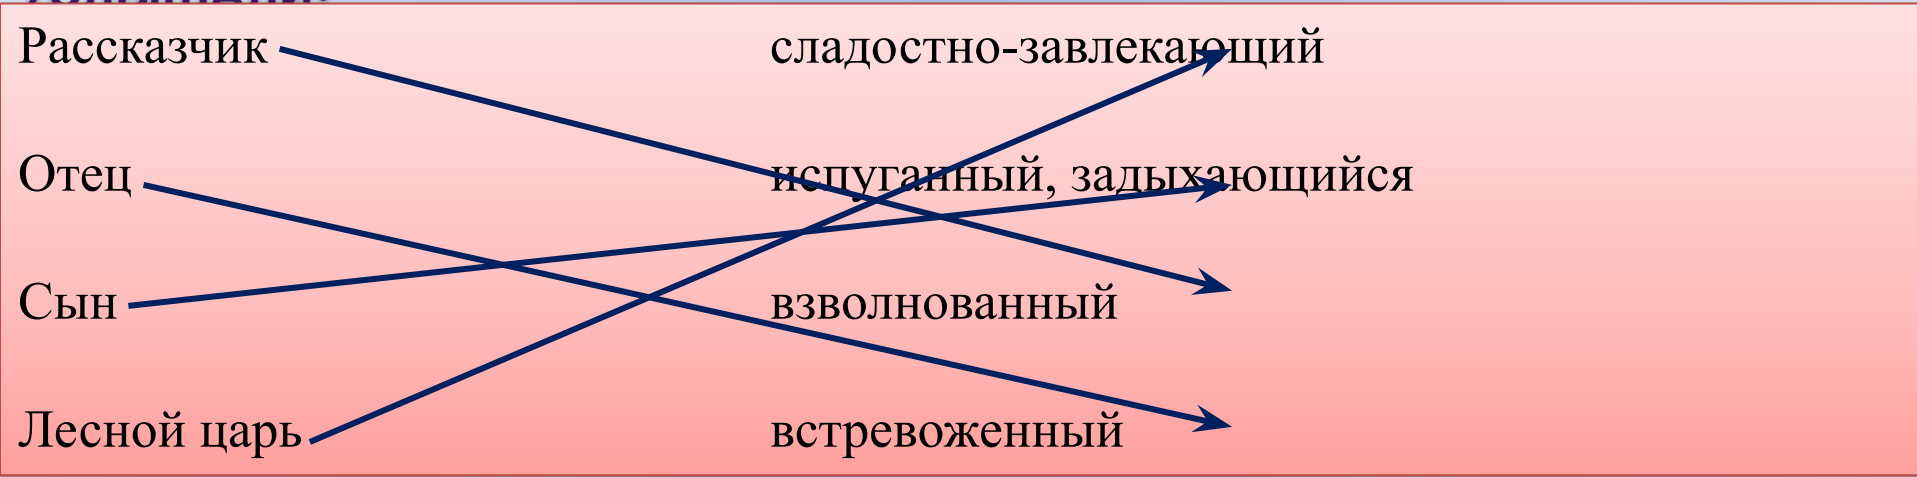 Рассказчик сладостно-завлекающий
Отец испуганный, задыхающийся
Сын взволнованный
Лесной царь встревоженный